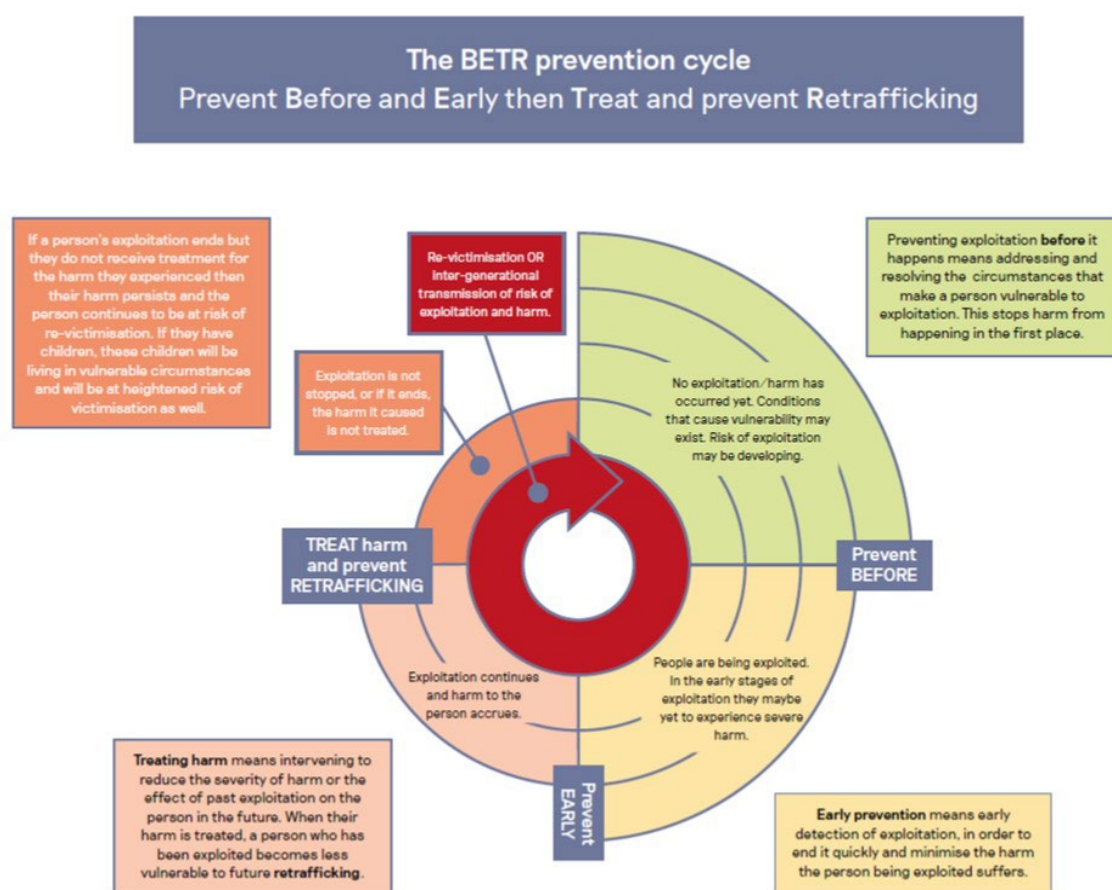 The BETR prevention cycle
Prevent Before and Early then Treat and prevent Retrafficking
If a person's exploitation ends but
they do not receive treatment for
the harm they experienced then
their harm persists and the
person continues to be at risk of
re-victimisation. If they have
children, these children will be
living in vulnerable circumstances
and will be at heightened risk of
victimisation as well.
Re-victimisation OR
inter-generational
transmission of risk of
exploitation and harm.
Preventing exploitation before it
happens means addressing and
resolving the circumstances that
make a person vulnerable to
exploitation. This stops harm from
happening in the first place.
Exploitation is not
stopped, or if it ends,
the harm it caused
is not treated.
No exploitation/harm has
occurred yet. Conditions
that cause vulnerability may
exist. Risk of exploitation
may be developing.
TREAT harm
and prevent
RETRAFFICKING
Prevent
BEFORE
Exploitation continues
and harm to the
person accrues.
People are being exploited.
In the early stages of
exploitation they maybe
yet to experience severe
harm.
Prevent
EARLY
Treating harm means intervening to
reduce the severity of harm or the
effect of past exploitation on the
person in the future. When their
harm is treated, a person who has
been exploited becomes less
vulnerable to future retrafficking.
Early prevention means early
detection of exploitation, in order to
end it quickly and minimise the harm
the person being exploited suffers.